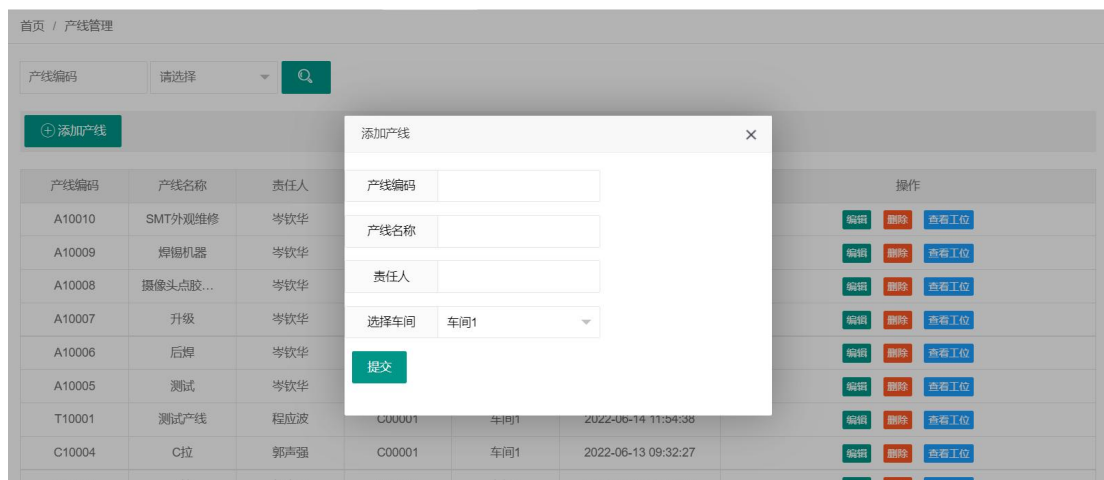 首页 / 产线管理
产线编码 请选择
添加产线
添加产线 ×
产线编码
产线名称
责任人
选择车间 车间1
提交
产线编码 产线名称 责任人 操作
A10010 SMT外观维修 岑钦华 编辑 删除 查看工位
A10009 焊锡机器 岑钦华 编辑 删除 查看工位
A10008 摄像头点胶... 岑钦华 编辑 删除 查看工位
A10007 升级 岑钦华 编辑 删除 查看工位
A10006 后焊 岑钦华 编辑 删除 查看工位
A10005 测试 岑钦华 编辑 删除 查看工位
T10001 测试产线 程应波 C00001 车间1 2022-06-14 11:54:38 编辑 删除 查看工位
C10004 C拉 郭声强 C00001 车间1 2022-06-13 09:32:27 编辑 删除 查看工位